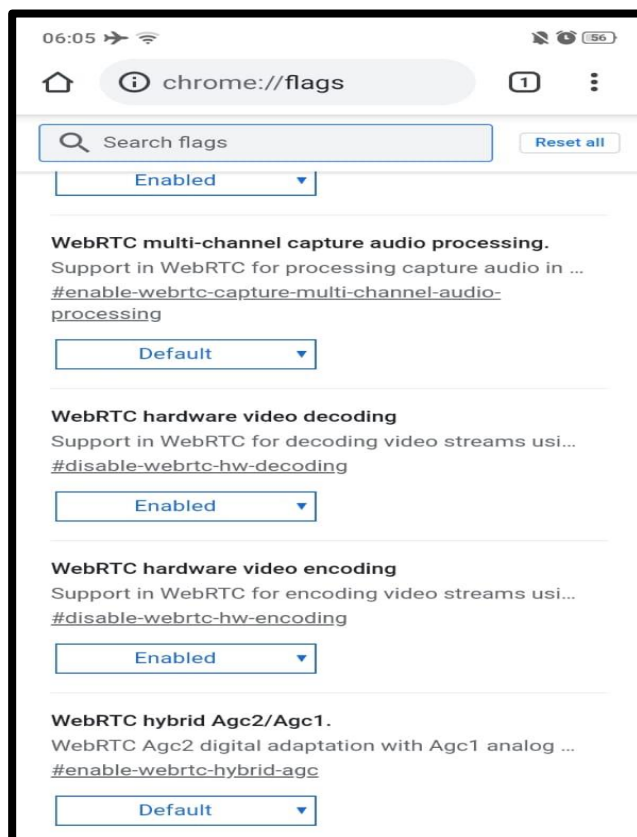 06:05
56
chrome://flags
1
Search flags
Reset all
Enabled
WebRTC multi-channel capture audio processing.
Support in WebRTC for processing capture audio in ...
#enable-webrtc-capture-multi-channel-audio-
processing
Default
WebRTC hardware video decoding
Support in WebRTC for decoding video streams usi...
#disable-webrtc-hw-decoding
Enabled
WebRTC hardware video encoding
Support in WebRTC for encoding video streams usi...
#disable-webrtc-hw-encoding
Enabled
WebRTC hybrid Agc2/Agc1.
WebRTC Agc2 digital adaptation with Agc1 analog ...
#enable-webrtc-hybrid-agc
Default